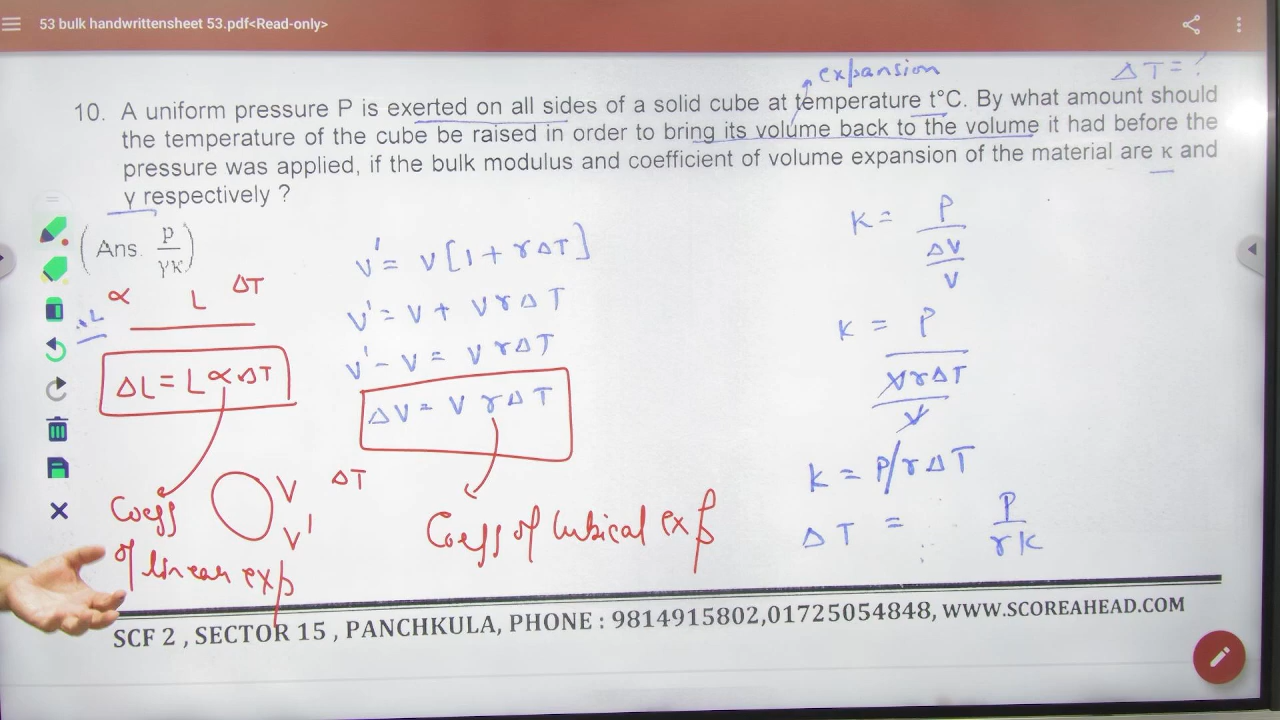 53 bulk handwrittensheet 53.pdf<Read-only>
expansion
ΔT = ?
10. A uniform pressure P is exerted on all sides of a solid cube at temperature t°C. By what amount should
the temperature of the cube be raised in order to bring its volume back to the volume it had before the
pressure was applied, if the bulk modulus and coefficient of volume expansion of the material are κ and
γ respectively ?
(Ans. p/γκ)
α L ΔT
ΔL
ΔL = L α ΔT
Coeff
of linear exp
V' = V [1 + γΔT]
V' = V + VγΔT
V' - V = VγΔT
ΔV = VγΔT
V ΔT
V'
Coeff of Cubical exp
K = P / ΔV/V
K = P / VγΔT/V
K = P/γΔT
ΔT = P/γK
SCF 2 , SECTOR 15 , PANCHKULA, PHONE : 9814915802,01725054848, WWW.SCOREAHEAD.COM